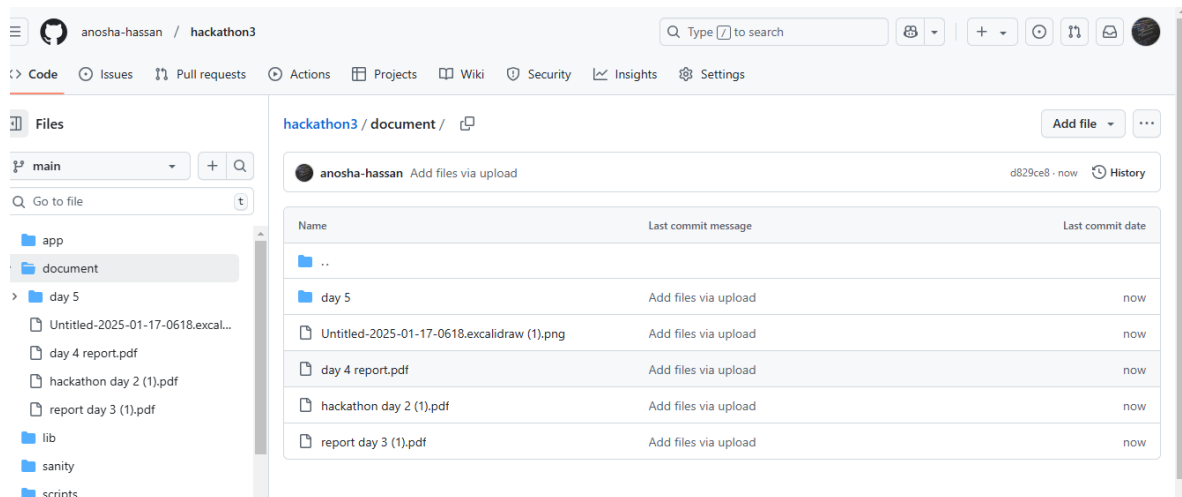 anosha-hassan / hackathon3
Type / to search
Code Issues Pull requests Actions Projects Wiki Security Insights Settings
Files
main
Go to file t
app
document
day 5
Untitled-2025-01-17-0618.excal...
day 4 report.pdf
hackathon day 2 (1).pdf
report day 3 (1).pdf
lib
sanity
scripts
hackathon3 / document /
Add file
anosha-hassan Add files via upload
d829ce8 · now History
Name Last commit message Last commit date
..
day 5 Add files via upload now
Untitled-2025-01-17-0618.excalidraw (1).png Add files via upload now
day 4 report.pdf Add files via upload now
hackathon day 2 (1).pdf Add files via upload now
report day 3 (1).pdf Add files via upload now